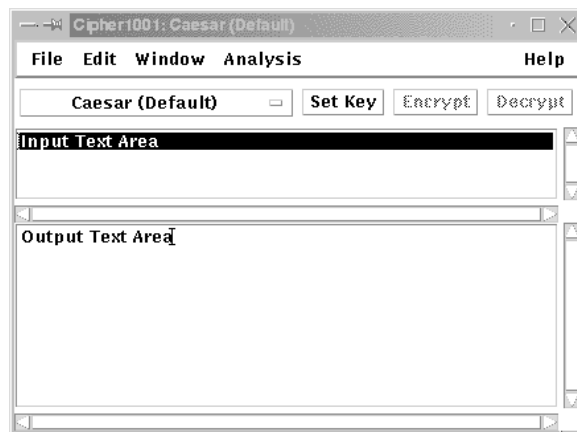 Cipher1001: Caesar (Default)
File Edit Window Analysis Help
Caesar (Default) Set Key Encrypt Decrypt
Input Text Area
Output Text Area